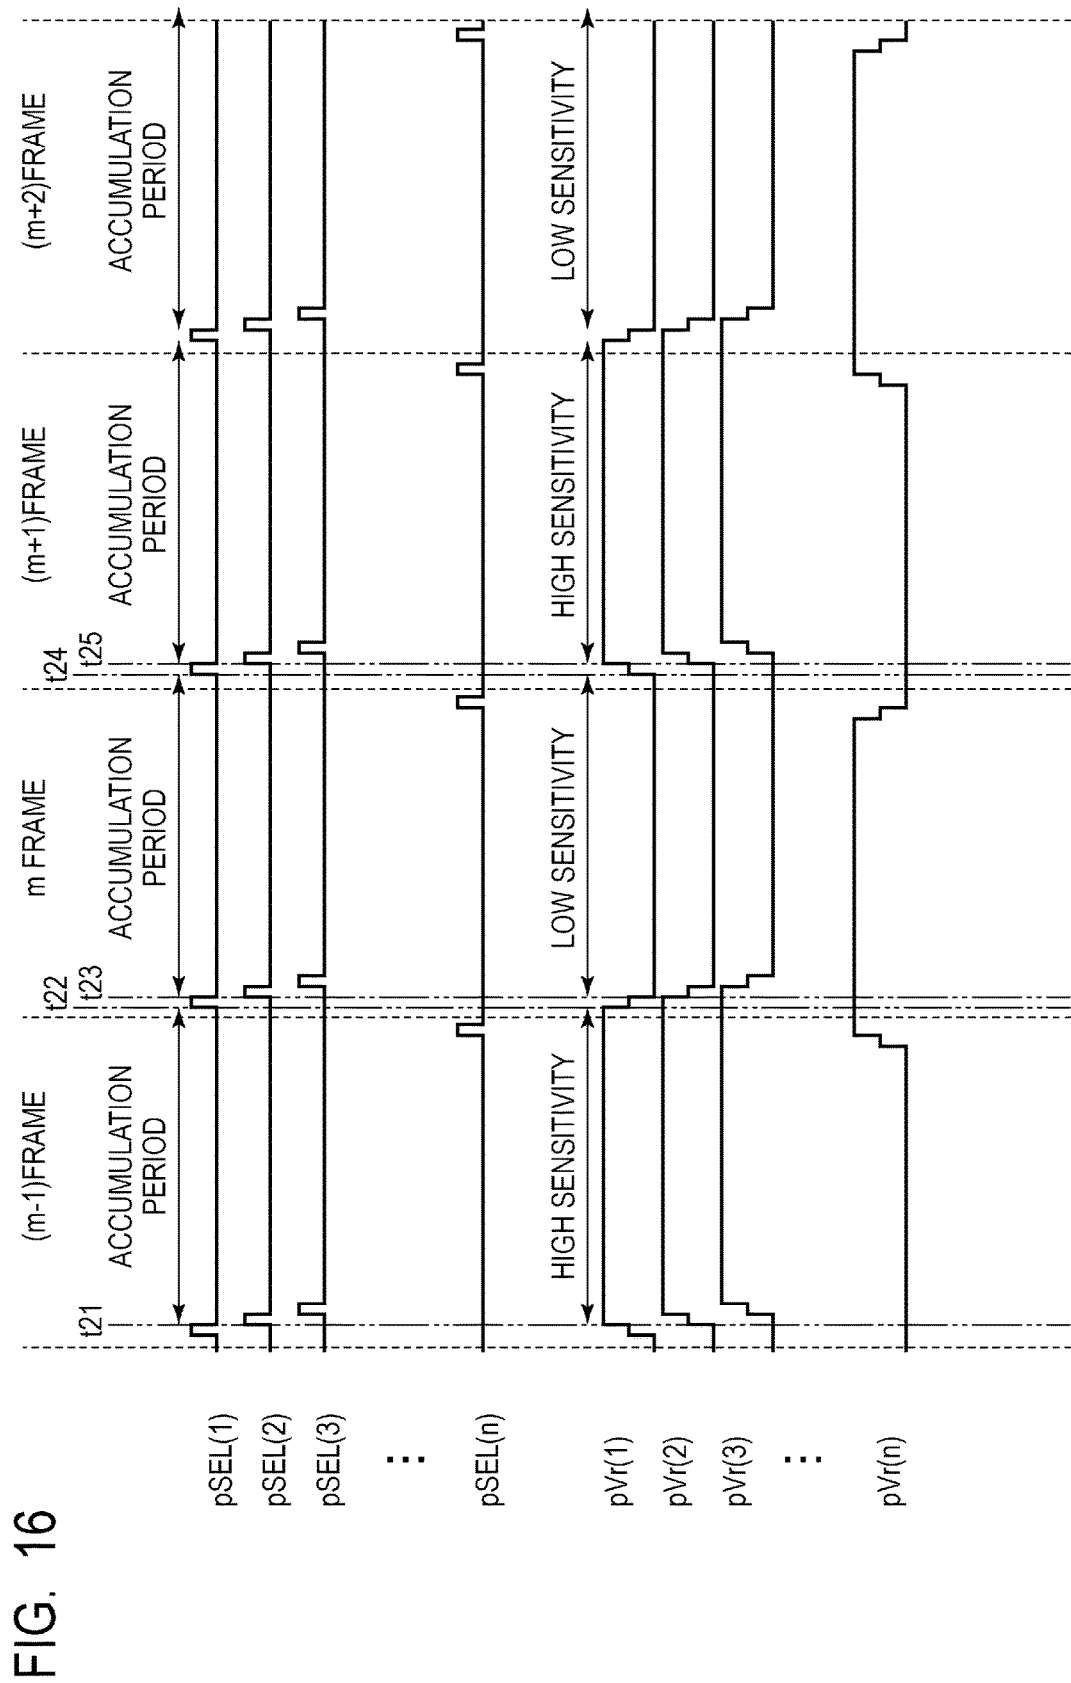 FIG. 16
(m-1)FRAME
m FRAME
(m+1)FRAME
(m+2)FRAME
t21
t22
t23
t24
t25
ACCUMULATION
PERIOD
ACCUMULATION
PERIOD
ACCUMULATION
PERIOD
ACCUMULATION
PERIOD
pSEL(1)
pSEL(2)
pSEL(3)
...
pSEL(n)
HIGH SENSITIVITY
LOW SENSITIVITY
HIGH SENSITIVITY
LOW SENSITIVITY
pVr(1)
pVr(2)
pVr(3)
...
pVr(n)